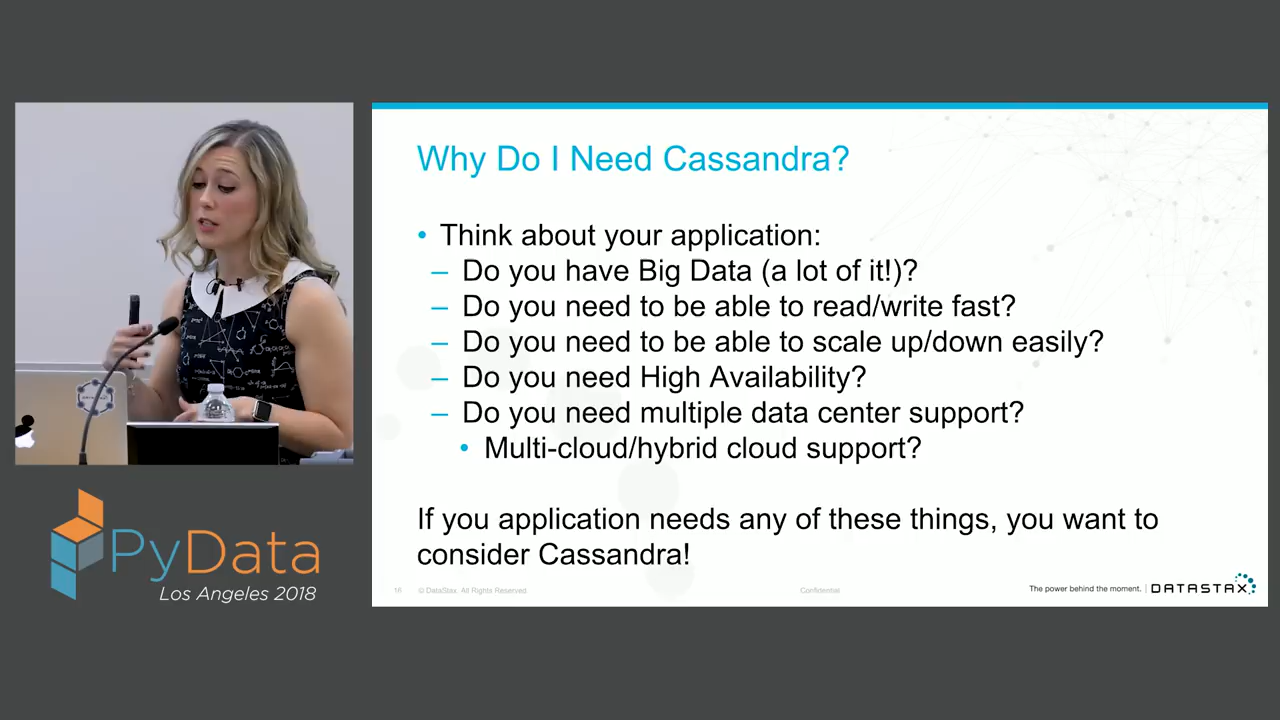 Why Do I Need Cassandra?
• Think about your application:
– Do you have Big Data (a lot of it!)?
– Do you need to be able to read/write fast?
– Do you need to be able to scale up/down easily?
– Do you need High Availability?
– Do you need multiple data center support?
• Multi-cloud/hybrid cloud support?
If you application needs any of these things, you want to
consider Cassandra!
16 © DataStax, All Rights Reserved. Confidential
The power behind the moment. | DATASTAX
PyData
Los Angeles 2018